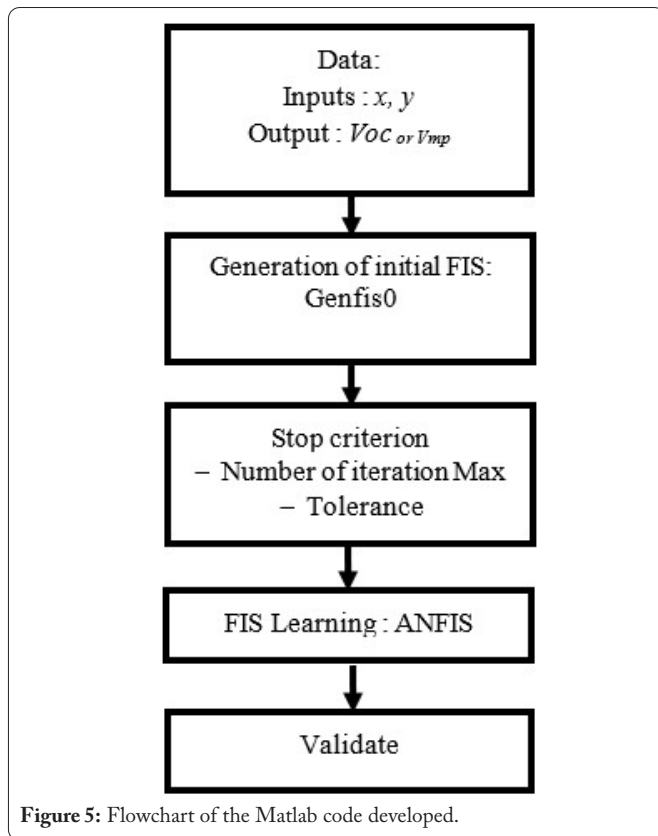 Data:
Inputs : x, y
Output : Voc or Vmp
Generation of initial FIS:
Genfis0
Stop criterion
– Number of iteration Max
– Tolerance
FIS Learning : ANFIS
Validate
Figure 5: Flowchart of the Matlab code developed.